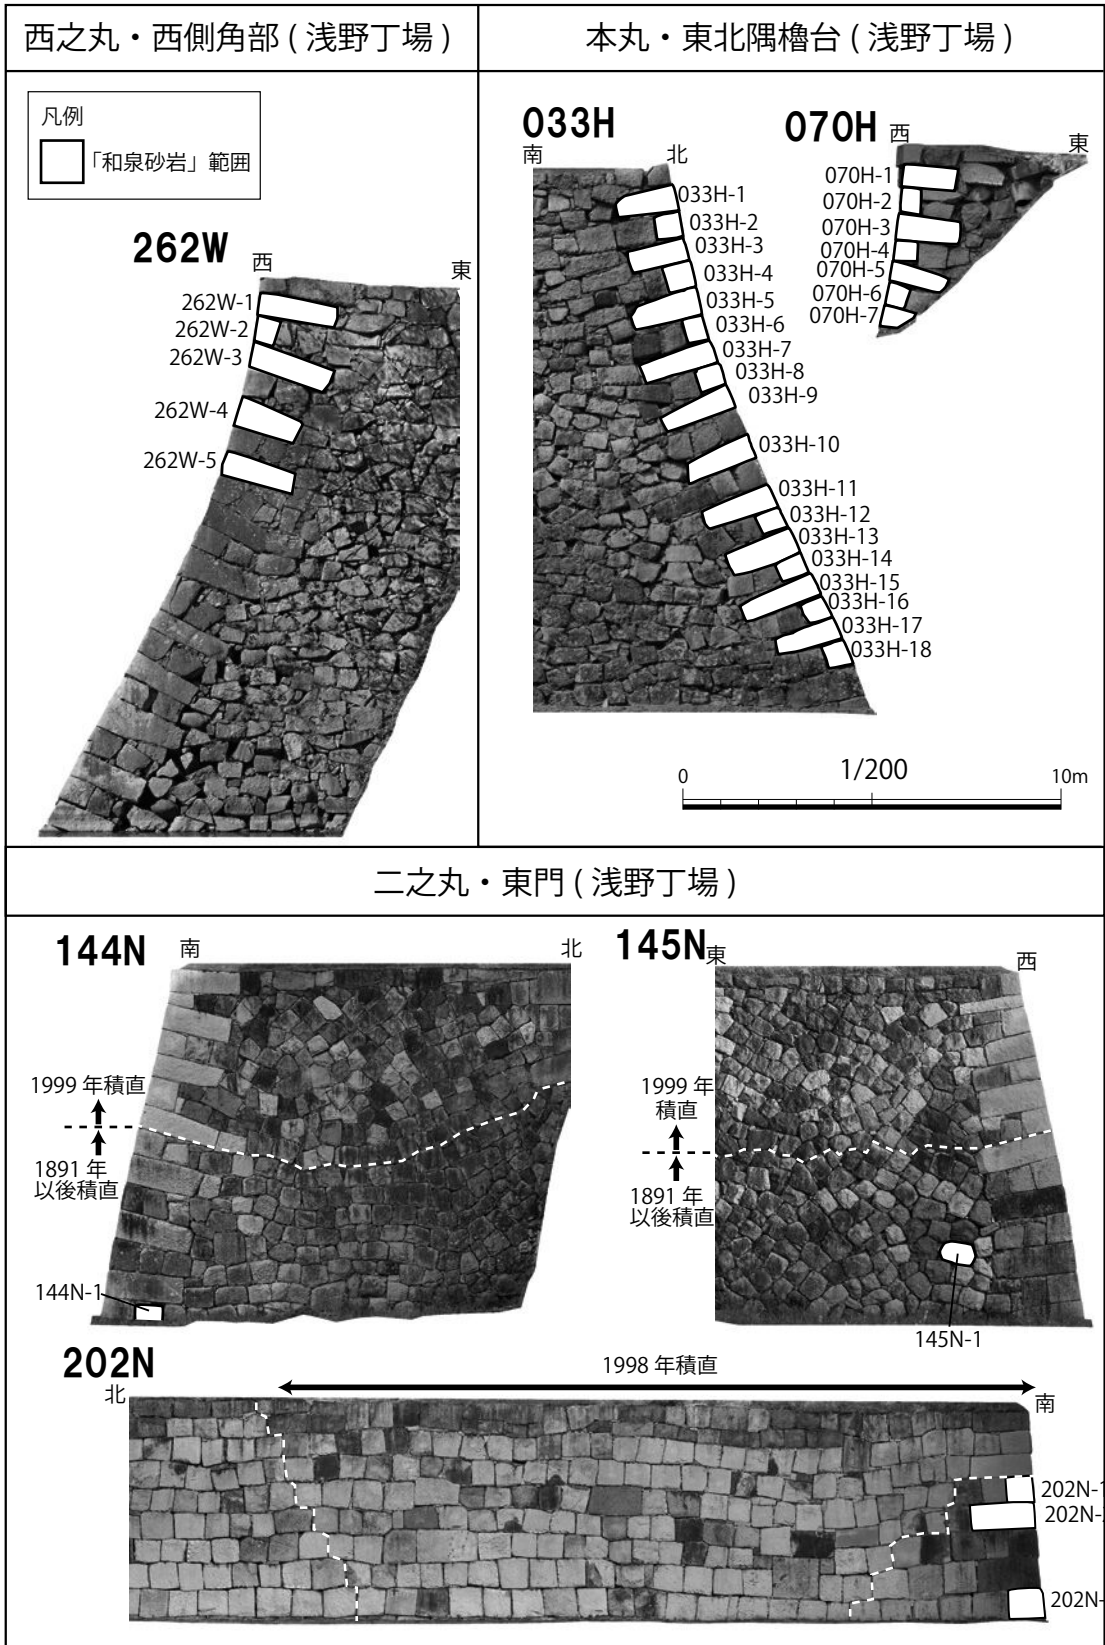 西之丸・西側角部 ( 浅野丁場 )
本丸・東北隅櫓台 ( 浅野丁場 )
凡例
「和泉砂岩」範囲
262W
西
東
262W-1
262W-2
262W-3
262W-4
262W-5
033H
南
北
033H-1
033H-2
033H-3
033H-4
033H-5
033H-6
033H-7
033H-8
033H-9
033H-10
033H-11
033H-12
033H-13
033H-14
033H-15
033H-16
033H-17
033H-18
070H
西
東
070H-1
070H-2
070H-3
070H-4
070H-5
070H-6
070H-7
0
1/200
10m
二之丸・東門 ( 浅野丁場 )
144N
南
北
1999 年積直
1891 年
以後積直
144N-1
145N
東
西
1999 年
積直
1891 年
以後積直
145N-1
202N
北
1998 年積直
南
202N-1
202N-
202N-